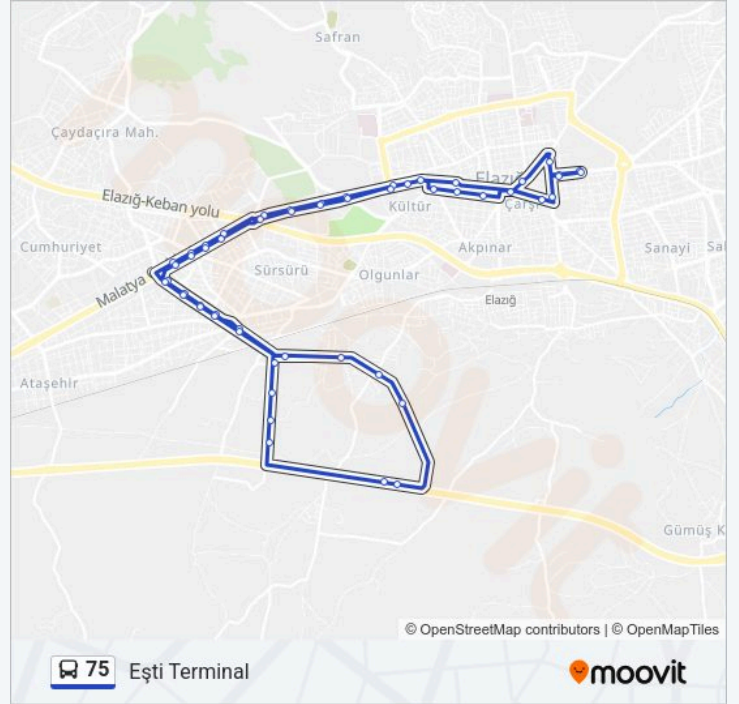 Safran
Çaydaçıra Mah.
Elazığ
Elazığ-Keban yolu
Kültür
Çarşı
Cumhuriyet
Akpınar
Sanayi
Sürsürü
Olgunlar
Malatya
Elazığ
Ataşehir
Gümüş K
© OpenStreetMap contributors | © OpenMapTiles
75 Eşti Terminal
moovit